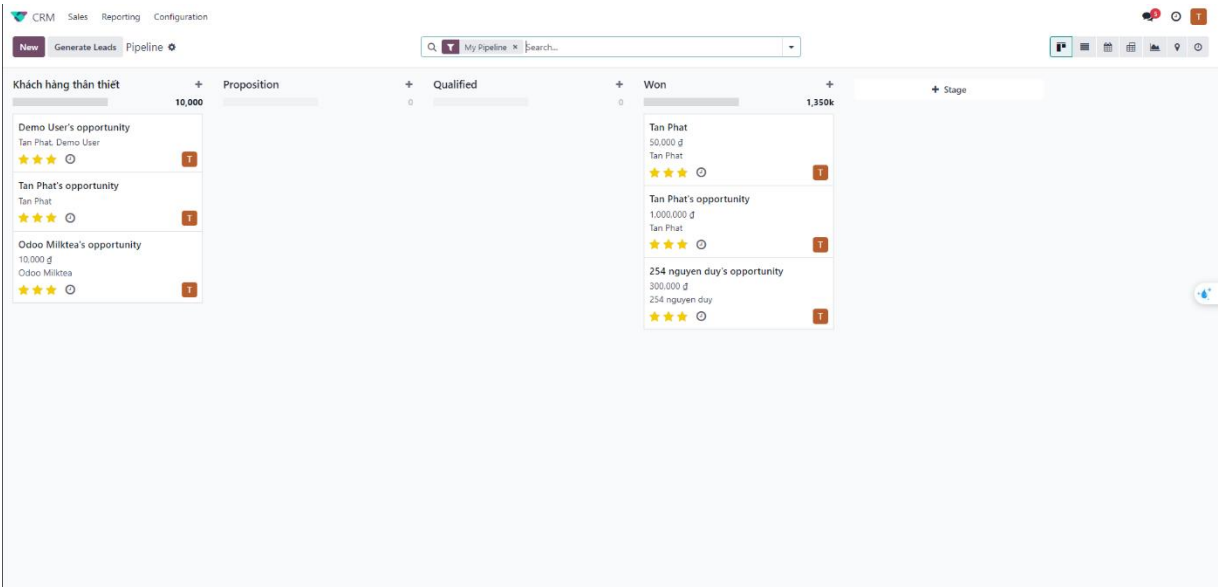 CRM Sales Reporting Configuration
5
T
New Generate Leads Pipeline
My Pipeline × Search...
Khách hàng thân thiết +
10,000
Demo User's opportunity
Tan Phat, Demo User
T
Tan Phat's opportunity
Tan Phat
T
Odoo Milktea's opportunity
10,000 ₫
Odoo Milktea
T
Proposition +
0
Qualified +
0
Won +
1,350k
Tan Phat
50,000 ₫
Tan Phat
T
Tan Phat's opportunity
1,000,000 ₫
Tan Phat
T
254 nguyen duy's opportunity
300,000 ₫
254 nguyen duy
T
+ Stage